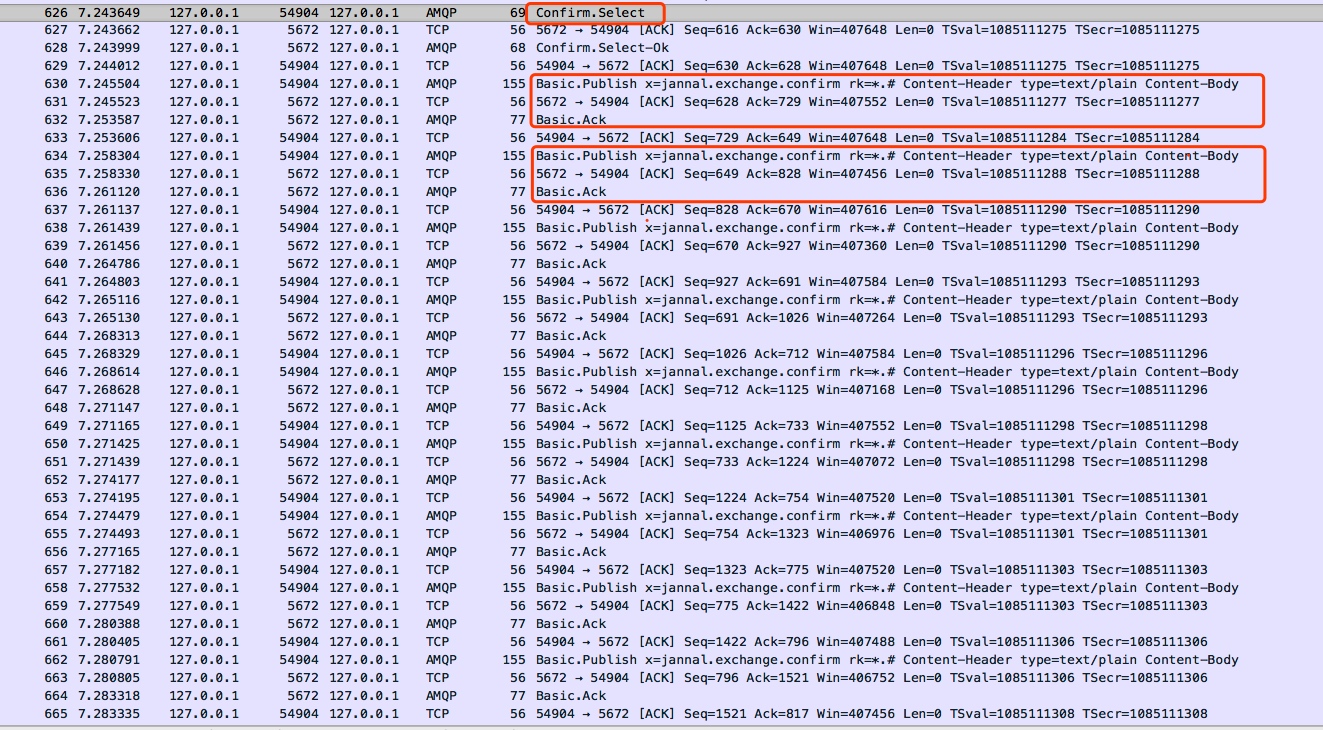 626 7.243649 127.0.0.1 54904 127.0.0.1 AMQP 69 Confirm.Select
627 7.243662 127.0.0.1 5672 127.0.0.1 TCP 56 5672 → 54904 [ACK] Seq=616 Ack=630 Win=407648 Len=0 TSval=1085111275 TSecr=1085111275
628 7.243999 127.0.0.1 5672 127.0.0.1 AMQP 68 Confirm.Select-Ok
629 7.244012 127.0.0.1 54904 127.0.0.1 TCP 56 54904 → 5672 [ACK] Seq=630 Ack=628 Win=407648 Len=0 TSval=1085111275 TSecr=1085111275
630 7.245504 127.0.0.1 54904 127.0.0.1 AMQP 155 Basic.Publish x=jannal.exchange.confirm rk=*.# Content-Header type=text/plain Content-Body
631 7.245523 127.0.0.1 5672 127.0.0.1 TCP 56 5672 → 54904 [ACK] Seq=628 Ack=729 Win=407552 Len=0 TSval=1085111277 TSecr=1085111277
632 7.253587 127.0.0.1 5672 127.0.0.1 AMQP 77 Basic.Ack
633 7.253606 127.0.0.1 54904 127.0.0.1 TCP 56 54904 → 5672 [ACK] Seq=729 Ack=649 Win=407648 Len=0 TSval=1085111284 TSecr=1085111284
634 7.258304 127.0.0.1 54904 127.0.0.1 AMQP 155 Basic.Publish x=jannal.exchange.confirm rk=*.# Content-Header type=text/plain Content-Body
635 7.258330 127.0.0.1 5672 127.0.0.1 TCP 56 5672 → 54904 [ACK] Seq=649 Ack=828 Win=407456 Len=0 TSval=1085111288 TSecr=1085111288
636 7.261120 127.0.0.1 5672 127.0.0.1 AMQP 77 Basic.Ack
637 7.261137 127.0.0.1 54904 127.0.0.1 TCP 56 54904 → 5672 [ACK] Seq=828 Ack=670 Win=407616 Len=0 TSval=1085111290 TSecr=1085111290
638 7.261439 127.0.0.1 54904 127.0.0.1 AMQP 155 Basic.Publish x=jannal.exchange.confirm rk=*.# Content-Header type=text/plain Content-Body
639 7.261456 127.0.0.1 5672 127.0.0.1 TCP 56 5672 → 54904 [ACK] Seq=670 Ack=927 Win=407360 Len=0 TSval=1085111290 TSecr=1085111290
640 7.264786 127.0.0.1 5672 127.0.0.1 AMQP 77 Basic.Ack
641 7.264803 127.0.0.1 54904 127.0.0.1 TCP 56 54904 → 5672 [ACK] Seq=927 Ack=691 Win=407584 Len=0 TSval=1085111293 TSecr=1085111293
642 7.265116 127.0.0.1 54904 127.0.0.1 AMQP 155 Basic.Publish x=jannal.exchange.confirm rk=*.# Content-Header type=text/plain Content-Body
643 7.265130 127.0.0.1 5672 127.0.0.1 TCP 56 5672 → 54904 [ACK] Seq=691 Ack=1026 Win=407264 Len=0 TSval=1085111293 TSecr=1085111293
644 7.268313 127.0.0.1 5672 127.0.0.1 AMQP 77 Basic.Ack
645 7.268329 127.0.0.1 54904 127.0.0.1 TCP 56 54904 → 5672 [ACK] Seq=1026 Ack=712 Win=407584 Len=0 TSval=1085111296 TSecr=1085111296
646 7.268614 127.0.0.1 54904 127.0.0.1 AMQP 155 Basic.Publish x=jannal.exchange.confirm rk=*.# Content-Header type=text/plain Content-Body
647 7.268628 127.0.0.1 5672 127.0.0.1 TCP 56 5672 → 54904 [ACK] Seq=712 Ack=1125 Win=407168 Len=0 TSval=1085111296 TSecr=1085111296
648 7.271147 127.0.0.1 5672 127.0.0.1 AMQP 77 Basic.Ack
649 7.271165 127.0.0.1 54904 127.0.0.1 TCP 56 54904 → 5672 [ACK] Seq=1125 Ack=733 Win=407552 Len=0 TSval=1085111298 TSecr=1085111298
650 7.271425 127.0.0.1 54904 127.0.0.1 AMQP 155 Basic.Publish x=jannal.exchange.confirm rk=*.# Content-Header type=text/plain Content-Body
651 7.271439 127.0.0.1 5672 127.0.0.1 TCP 56 5672 → 54904 [ACK] Seq=733 Ack=1224 Win=407072 Len=0 TSval=1085111298 TSecr=1085111298
652 7.274177 127.0.0.1 5672 127.0.0.1 AMQP 77 Basic.Ack
653 7.274195 127.0.0.1 54904 127.0.0.1 TCP 56 54904 → 5672 [ACK] Seq=1224 Ack=754 Win=407520 Len=0 TSval=1085111301 TSecr=1085111301
654 7.274479 127.0.0.1 54904 127.0.0.1 AMQP 155 Basic.Publish x=jannal.exchange.confirm rk=*.# Content-Header type=text/plain Content-Body
655 7.274493 127.0.0.1 5672 127.0.0.1 TCP 56 5672 → 54904 [ACK] Seq=754 Ack=1323 Win=406976 Len=0 TSval=1085111301 TSecr=1085111301
656 7.277165 127.0.0.1 5672 127.0.0.1 AMQP 77 Basic.Ack
657 7.277182 127.0.0.1 54904 127.0.0.1 TCP 56 54904 → 5672 [ACK] Seq=1323 Ack=775 Win=407520 Len=0 TSval=1085111303 TSecr=1085111303
658 7.277532 127.0.0.1 54904 127.0.0.1 AMQP 155 Basic.Publish x=jannal.exchange.confirm rk=*.# Content-Header type=text/plain Content-Body
659 7.277549 127.0.0.1 5672 127.0.0.1 TCP 56 5672 → 54904 [ACK] Seq=775 Ack=1422 Win=406848 Len=0 TSval=1085111303 TSecr=1085111303
660 7.280388 127.0.0.1 5672 127.0.0.1 AMQP 77 Basic.Ack
661 7.280405 127.0.0.1 54904 127.0.0.1 TCP 56 54904 → 5672 [ACK] Seq=1422 Ack=796 Win=407488 Len=0 TSval=1085111306 TSecr=1085111306
662 7.280791 127.0.0.1 54904 127.0.0.1 AMQP 155 Basic.Publish x=jannal.exchange.confirm rk=*.# Content-Header type=text/plain Content-Body
663 7.280805 127.0.0.1 5672 127.0.0.1 TCP 56 5672 → 54904 [ACK] Seq=796 Ack=1521 Win=406752 Len=0 TSval=1085111306 TSecr=1085111306
664 7.283318 127.0.0.1 5672 127.0.0.1 AMQP 77 Basic.Ack
665 7.283335 127.0.0.1 54904 127.0.0.1 TCP 56 54904 → 5672 [ACK] Seq=1521 Ack=817 Win=407456 Len=0 TSval=1085111308 TSecr=1085111308